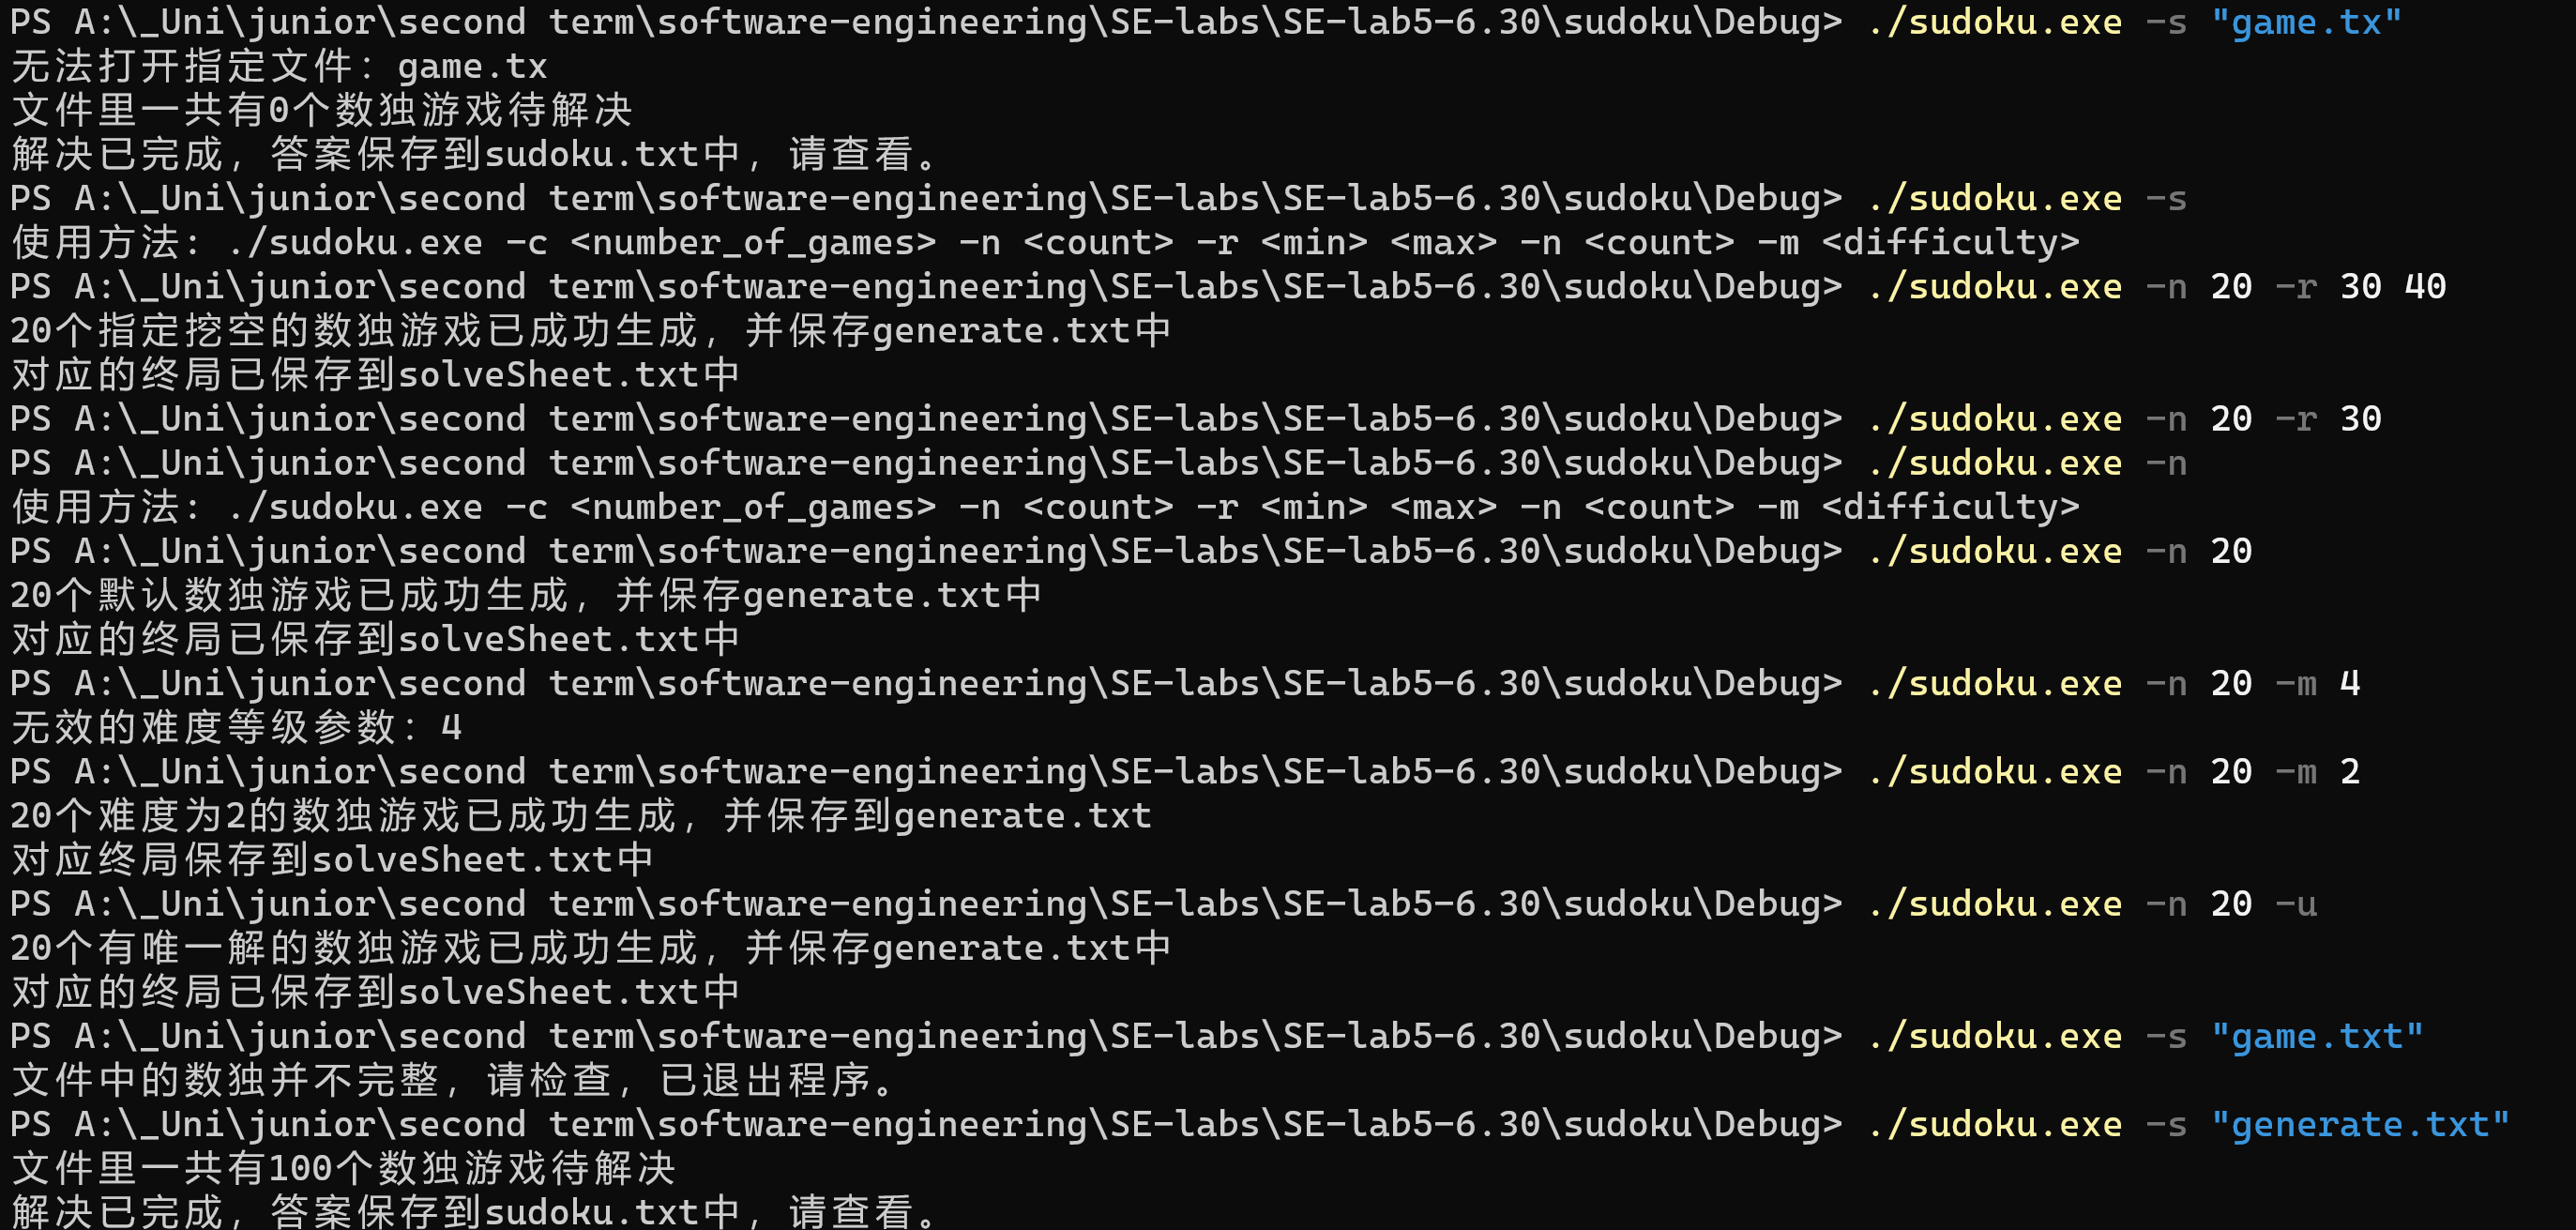 PS A:\_Uni\junior\second term\software-engineering\SE-labs\SE-lab5-6.30\sudoku\Debug> ./sudoku.exe -s "game.tx"
无法打开指定文件：game.tx
文件里一共有0个数独游戏待解决
解决已完成，答案保存到sudoku.txt中，请查看。
PS A:\_Uni\junior\second term\software-engineering\SE-labs\SE-lab5-6.30\sudoku\Debug> ./sudoku.exe -s
使用方法：./sudoku.exe -c <number_of_games> -n <count> -r <min> <max> -n <count> -m <difficulty>
PS A:\_Uni\junior\second term\software-engineering\SE-labs\SE-lab5-6.30\sudoku\Debug> ./sudoku.exe -n 20 -r 30 40
20个指定挖空的数独游戏已成功生成，并保存generate.txt中
对应的终局已保存到solveSheet.txt中
PS A:\_Uni\junior\second term\software-engineering\SE-labs\SE-lab5-6.30\sudoku\Debug> ./sudoku.exe -n 20 -r 30
PS A:\_Uni\junior\second term\software-engineering\SE-labs\SE-lab5-6.30\sudoku\Debug> ./sudoku.exe -n
使用方法：./sudoku.exe -c <number_of_games> -n <count> -r <min> <max> -n <count> -m <difficulty>
PS A:\_Uni\junior\second term\software-engineering\SE-labs\SE-lab5-6.30\sudoku\Debug> ./sudoku.exe -n 20
20个默认数独游戏已成功生成，并保存generate.txt中
对应的终局已保存到solveSheet.txt中
PS A:\_Uni\junior\second term\software-engineering\SE-labs\SE-lab5-6.30\sudoku\Debug> ./sudoku.exe -n 20 -m 4
无效的难度等级参数：4
PS A:\_Uni\junior\second term\software-engineering\SE-labs\SE-lab5-6.30\sudoku\Debug> ./sudoku.exe -n 20 -m 2
20个难度为2的数独游戏已成功生成，并保存到generate.txt
对应终局保存到solveSheet.txt中
PS A:\_Uni\junior\second term\software-engineering\SE-labs\SE-lab5-6.30\sudoku\Debug> ./sudoku.exe -n 20 -u
20个有唯一解的数独游戏已成功生成，并保存generate.txt中
对应的终局已保存到solveSheet.txt中
PS A:\_Uni\junior\second term\software-engineering\SE-labs\SE-lab5-6.30\sudoku\Debug> ./sudoku.exe -s "game.txt"
文件中的数独并不完整，请检查，已退出程序。
PS A:\_Uni\junior\second term\software-engineering\SE-labs\SE-lab5-6.30\sudoku\Debug> ./sudoku.exe -s "generate.txt"
文件里一共有100个数独游戏待解决
解决已完成，答案保存到sudoku.txt中，请查看。